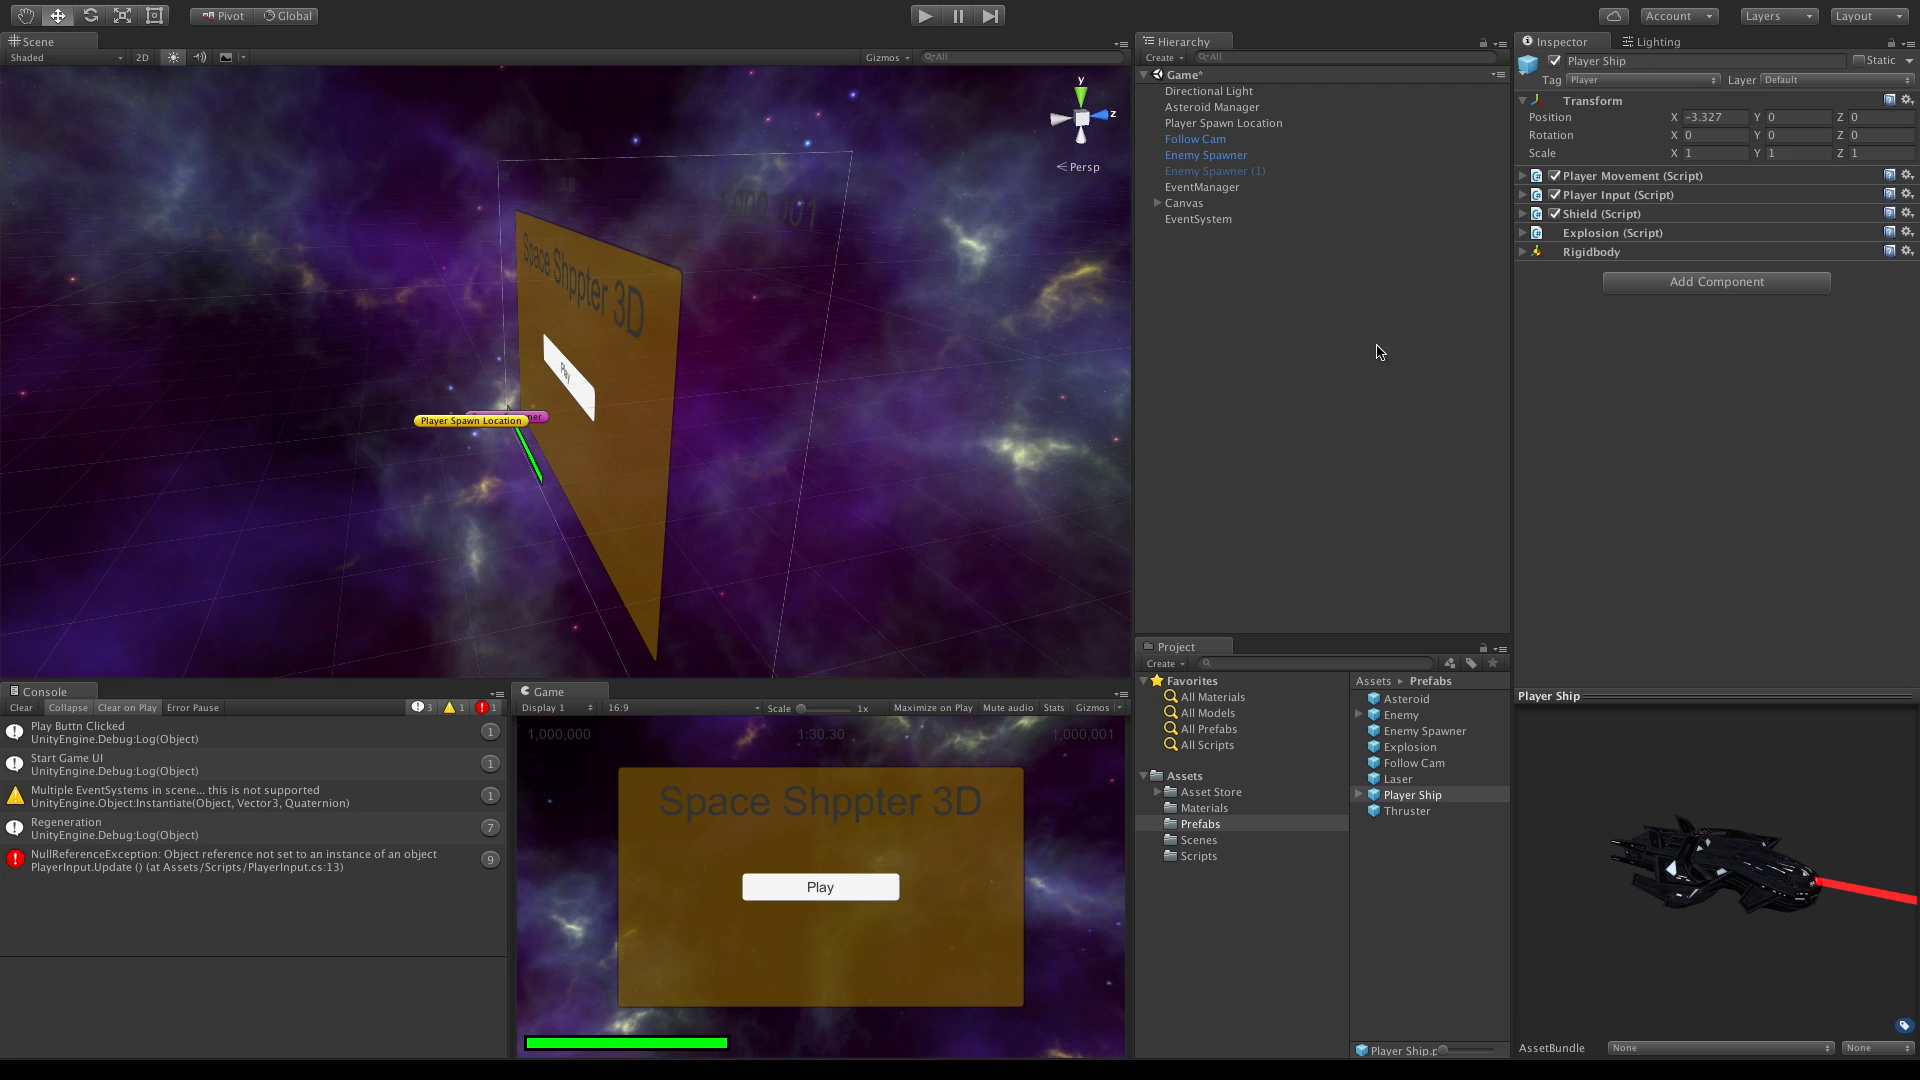 Pivot
Global
Account
Layers
Layout
Scene
Shaded
2D
Gizmos
All
y
z
Persp
1,000,001
Space Shppter 3D
Play
Player Spawn Location
Hierarchy
Create
All
Game*
Directional Light
Asteroid Manager
Player Spawn Location
Follow Cam
Enemy Spawner
Enemy Spawner (1)
EventManager
Canvas
EventSystem
Inspector
Lighting
Player Ship
Static
Tag Player
Layer Default
Transform
Position X -3.327 Y 0 Z 0
Rotation X 0 Y 0 Z 0
Scale X 1 Y 1 Z 1
Player Movement (Script)
Player Input (Script)
Shield (Script)
Explosion (Script)
Rigidbody
Add Component
Console
Clear Collapse Clear on Play Error Pause 3 1 1
Play Buttn Clicked
UnityEngine.Debug:Log(Object)
1
Start Game UI
UnityEngine.Debug:Log(Object)
1
Multiple EventSystems in scene... this is not supported
UnityEngine.Object:Instantiate(Object, Vector3, Quaternion)
1
Regeneration
UnityEngine.Debug:Log(Object)
7
NullReferenceException: Object reference not set to an instance of an object
PlayerInput.Update () (at Assets/Scripts/PlayerInput.cs:13)
9
Game
Display 1 16:9 Scale 1x Maximize on Play Mute audio Stats Gizmos
1,000,000 1:30.30 1,000,001
Space Shppter 3D
Play
Project
Create
Favorites
All Materials
All Models
All Prefabs
All Scripts
Assets
Asset Store
Materials
Prefabs
Scenes
Scripts
Assets Prefabs
Asteroid
Enemy
Enemy Spawner
Explosion
Follow Cam
Laser
Player Ship
Thruster
Player Ship.p
Player Ship
AssetBundle None None